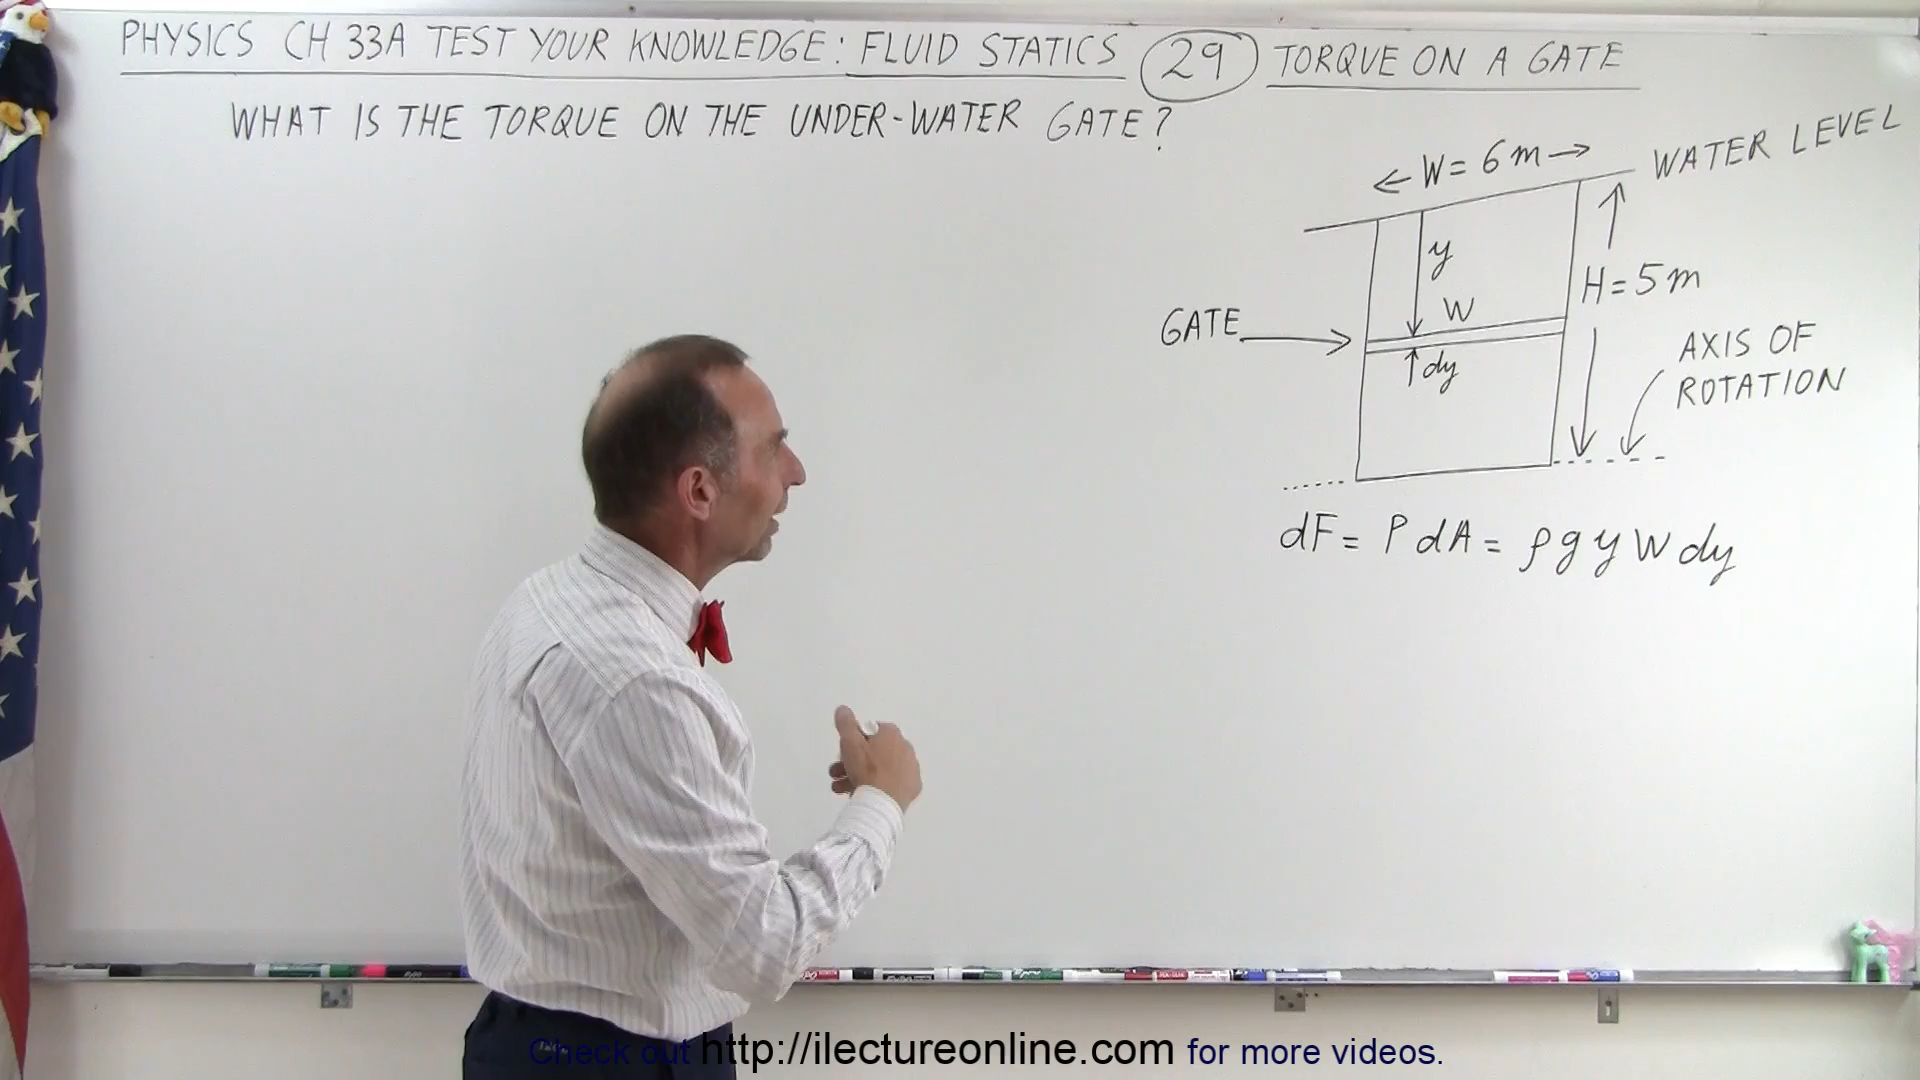 PHYSICS CH 33A TEST YOUR KNOWLEDGE: FLUID STATICS 29 TORQUE ON A GATE
WHAT IS THE TORQUE ON THE UNDER-WATER GATE?
← W = 6 m → WATER LEVEL
y
H = 5 m
W
GATE
dy
AXIS OF
ROTATION
dF = P dA = ρ g y W dy
Check out http://ilectureonline.com for more videos.